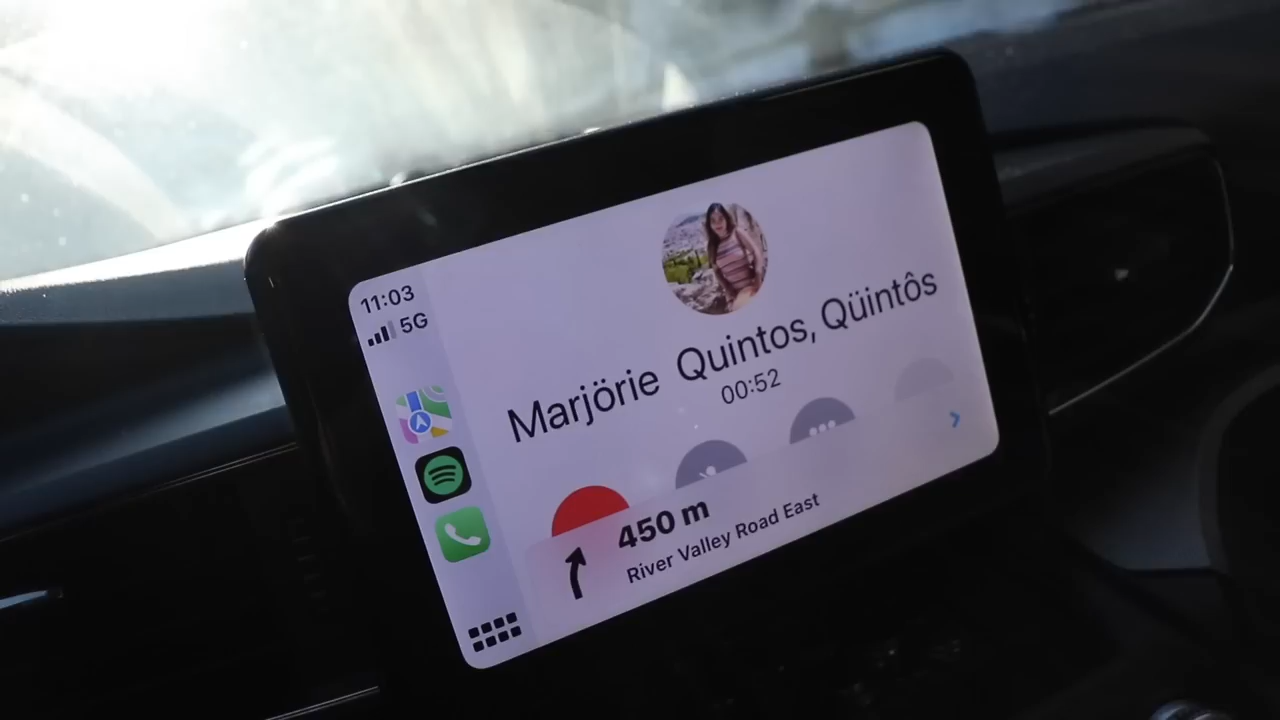 11:03
5G
Marjörie Quintos, Qüintôs
00:52
450 m
River Valley Road East